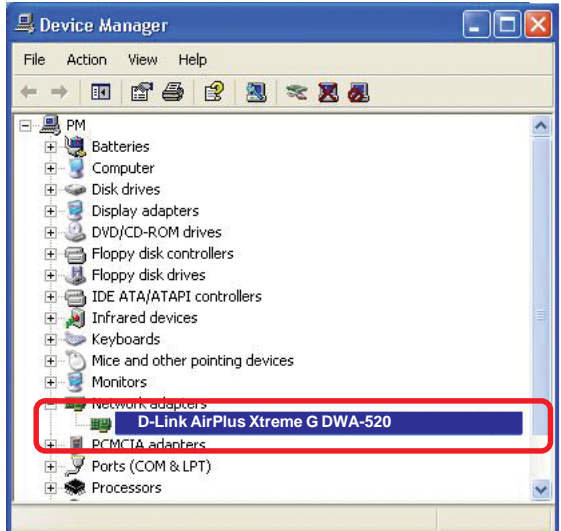 Device Manager
File Action View Help
PM
Batteries
Computer
Disk drives
Display adapters
DVD/CD-ROM drives
Floppy disk controllers
Floppy disk drives
IDE ATA/ATAPI controllers
Infrared devices
Keyboards
Mice and other pointing devices
Monitors
Network adapters
D-Link AirPlus Xtreme G DWA-520
PCMCIA adapters
Ports (COM & LPT)
Processors